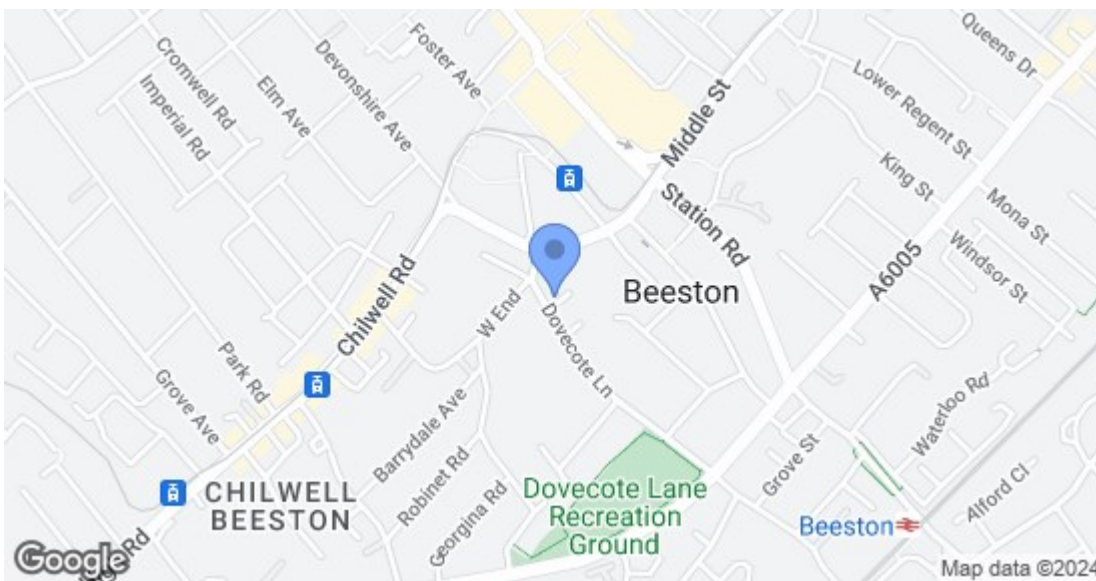 Foster Ave
Queens Dr
Cromwell Rd
Devonshire Ave
Elm Ave
Imperial Rd
Lower Regent St
Middle St
King St
Mona St
Station Rd
Windsor St
A6005
Chilwell Rd
Beeston
W End
Dovecote Ln
Park Rd
Grove Ave
Barrydale Ave
Waterloo Rd
Grove St
Robinet Rd
CHILWELL
BEESTON
Georgina Rd
Dovecote Lane
Recreation
Ground
Alford Cl
Beeston
Rd
Google
Map data ©2024